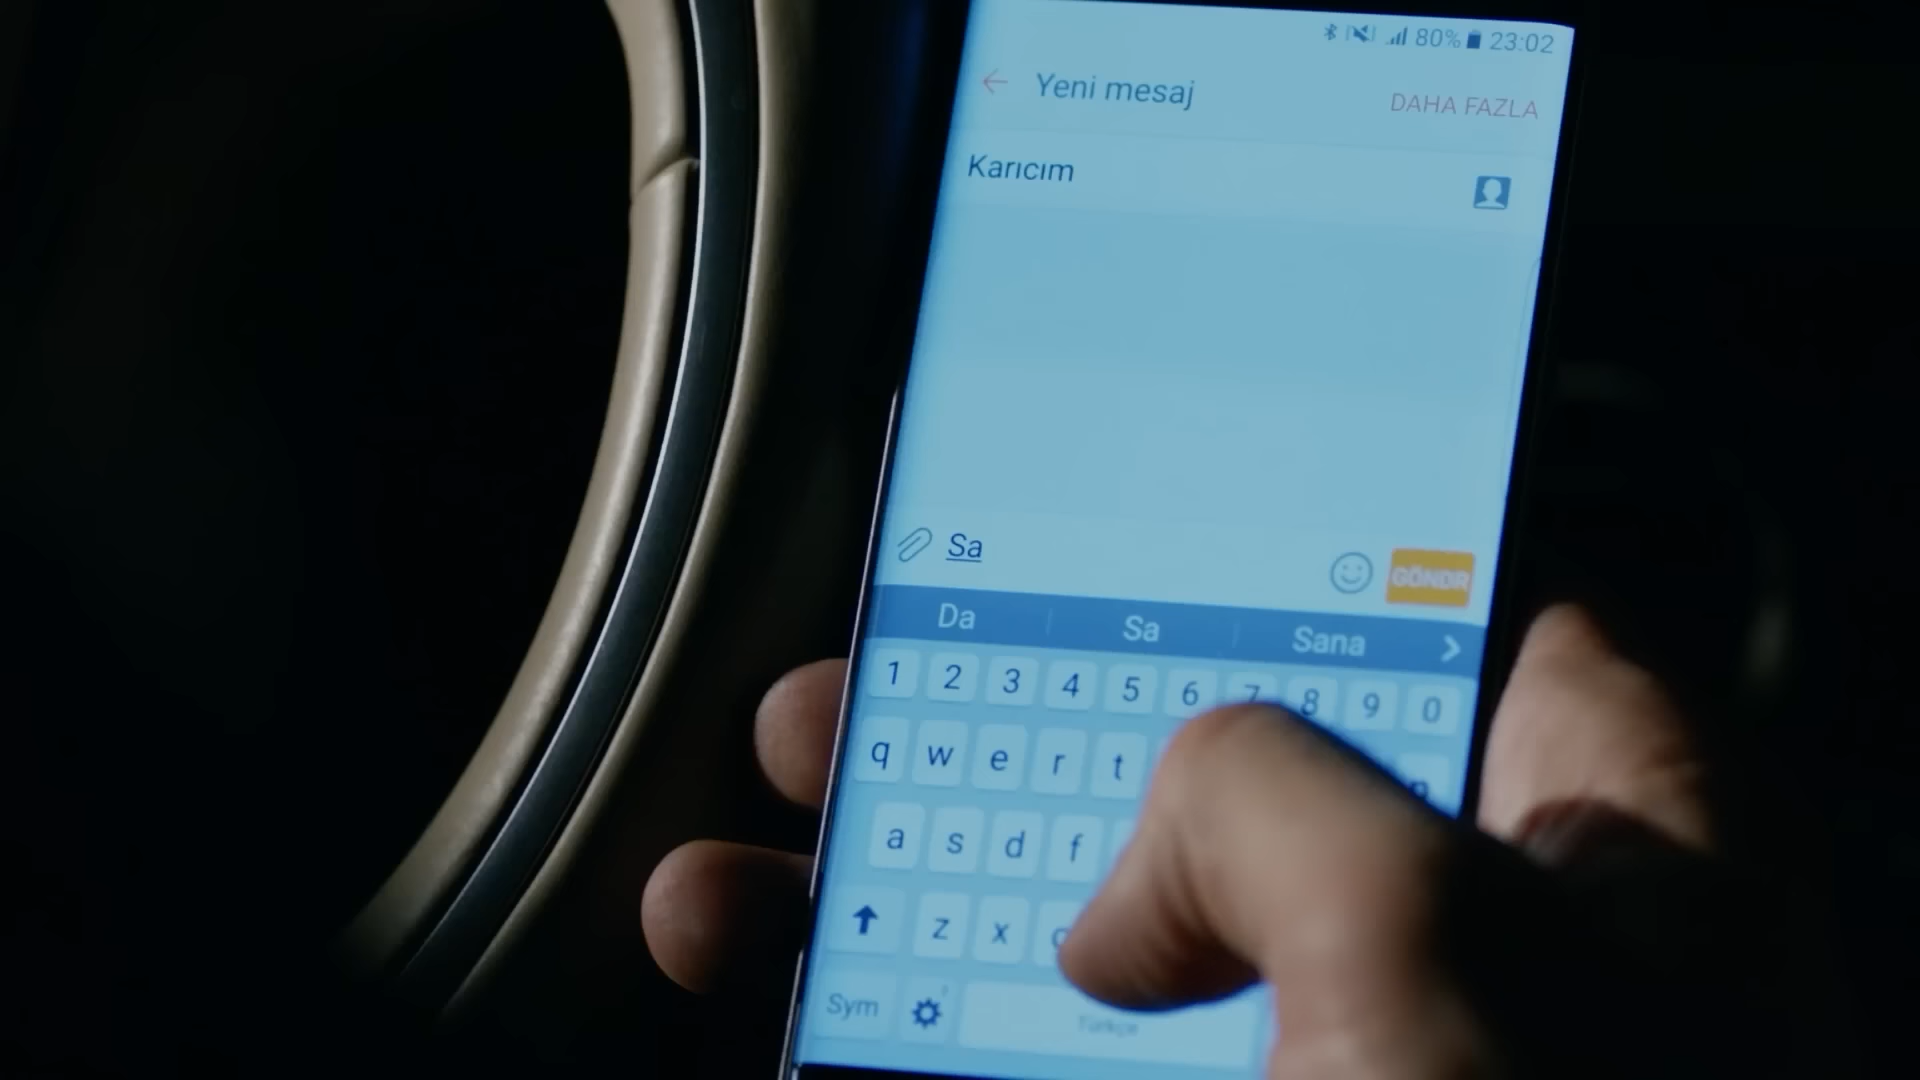 80% 23:02
Yeni mesaj
DAHA FAZLA
Karıcım
Sa
GÖNDR
Da Sa Sana
1 2 3 4 5 6 7 8 9 0
q w e r t
a s d f
z x c
Sym
Türkçe